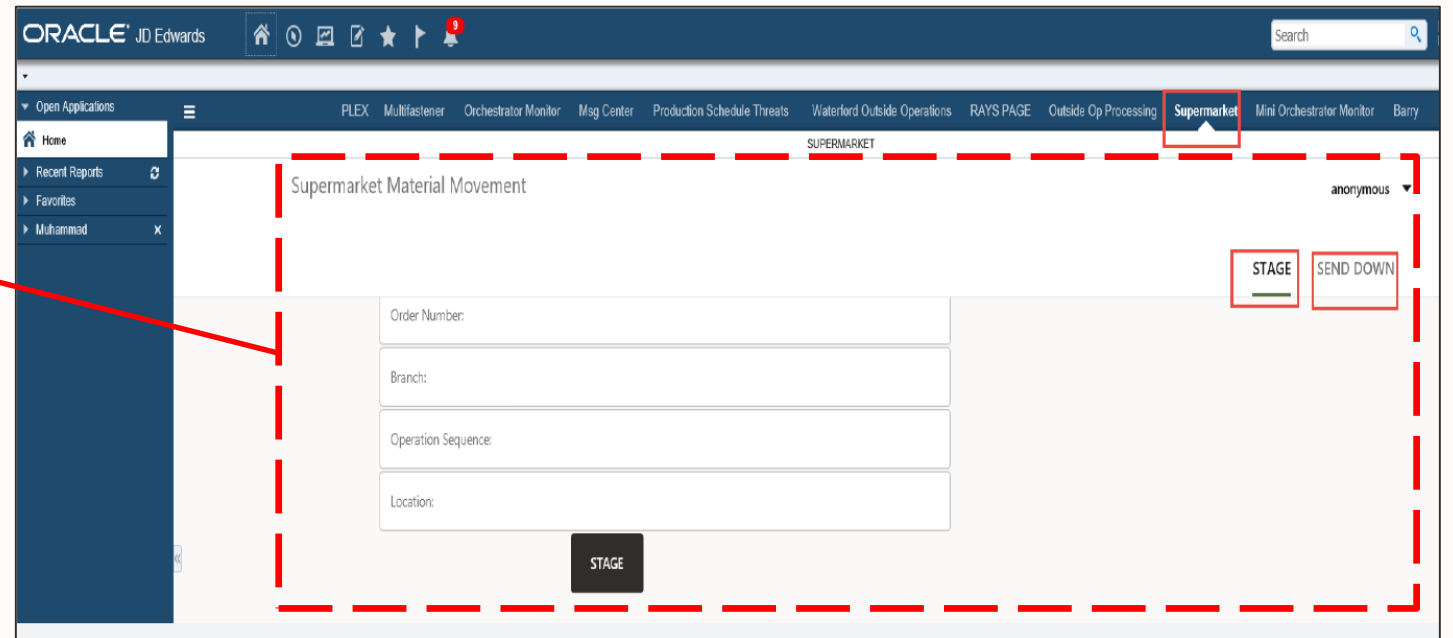 ORACLE JD Edwards
9
Search
Open Applications
PLEX Multifastener Orchestrator Monitor Msg Center Production Schedule Threats Waterford Outside Operations RAYS PAGE Outside Op Processing Supermarket Mini Orchestrator Monitor Barry
Home
SUPERMARKET
Recent Reports
Favorites
Muhammad
Supermarket Material Movement
anonymous
STAGE SEND DOWN
Order Number:
Branch:
Operation Sequence:
Location:
STAGE